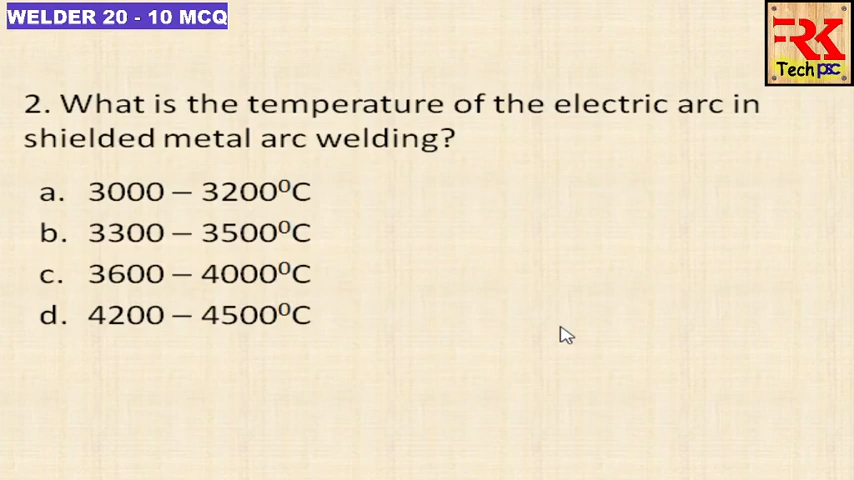 WELDER 20 - 10 MCQ
RK
Tech psc
2. What is the temperature of the electric arc in
shielded metal arc welding?
a. 3000 – 3200⁰C
b. 3300 – 3500⁰C
c. 3600 – 4000⁰C
d. 4200 – 4500⁰C